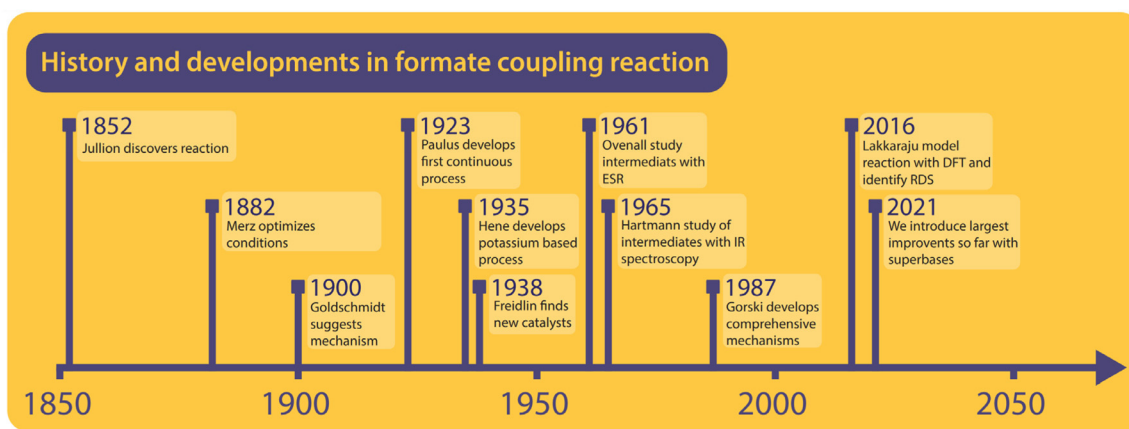 History and developments in formate coupling reaction
1852
Jullion discovers reaction
1882
Merz optimizes
conditions
1900
Goldschmidt
suggests
mechanism
1923
Paulus develops
first continuous
process
1935
Hene develops
potassium based
process
1938
Freidlin finds
new catalysts
1961
Ovenall study
intermediats with
ESR
1965
Hartmann study of
intermediates with IR
spectroscopy
1987
Gorski develops
comprehensive
mechanisms
2016
Lakkaraju model
reaction with DFT and
identify RDS
2021
We introduce largest
improvents so far with
superbases
1850
1900
1950
2000
2050